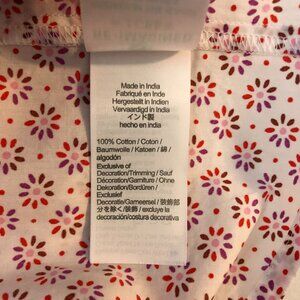 Made in India
Fabriqué en Inde
Hergestellt in Indien
Vervaardigd in India
インド製
hecho en india
100% Cotton / Coton /
Baumwolle / Katoen / 綿 /
algodón
Exclusive of
Decoration/Trimming / Sauf
Décoration/Garniture / Ohne
Dekoration/Bordüren /
Exclusief
Decoratie/Garneersel / 装飾部
分を除く/装飾 / excluye la
decoración/costura decorativa